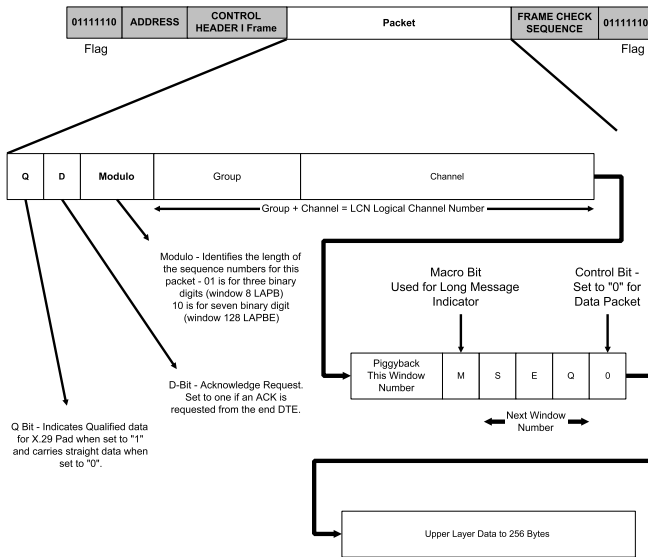 01111110
ADDRESS
CONTROL
HEADER I Frame
Packet
FRAME CHECK
SEQUENCE
01111110
Flag
Flag
Q
D
Modulo
Group
Channel
Group + Channel = LCN Logical Channel Number
Modulo - Identifies the length of
the sequence numbers for this
packet - 01 is for three binary
digits (window 8 LAPB)
10 is for seven binary digit
(window 128 LAPBE)
Macro Bit
Used for Long Message
Indicator
Control Bit -
Set to "0" for
Data Packet
Piggyback
This Window
Number
M
S
E
Q
0
D-Bit - Acknowledge Request.
Set to one if an ACK is
requested from the end DTE.
Next Window
Number
Q Bit - Indicates Qualified data
for X.29 Pad when set to "1"
and carries straight data when
set to "0".
Upper Layer Data to 256 Bytes